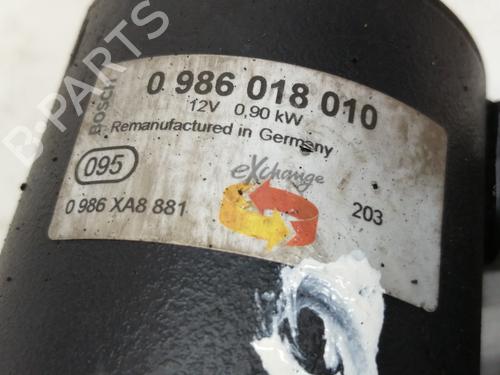 BOSCH
0 986 018 010
12V 0,90 kW
Remanufactured in Germany
095
eXchange
0 986 XA8 881
203
B-PARTS